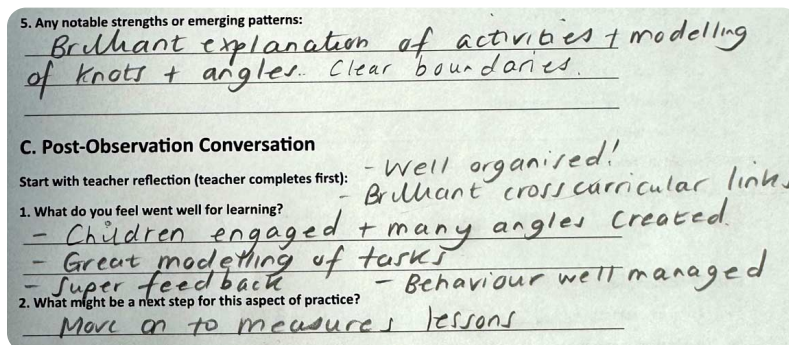 5. Any notable strengths or emerging patterns:
Brilliant explanation of activities + modelling
of knots + angles. Clear boundaries.
C. Post-Observation Conversation
- Well organised!
Start with teacher reflection (teacher completes first):
- Brilliant cross curricular link
1. What do you feel went well for learning?
- Children engaged + many angles created.
- Great modelling of tasks
- Super feedback - Behaviour well managed
2. What might be a next step for this aspect of practice?
Move on to measures lessons